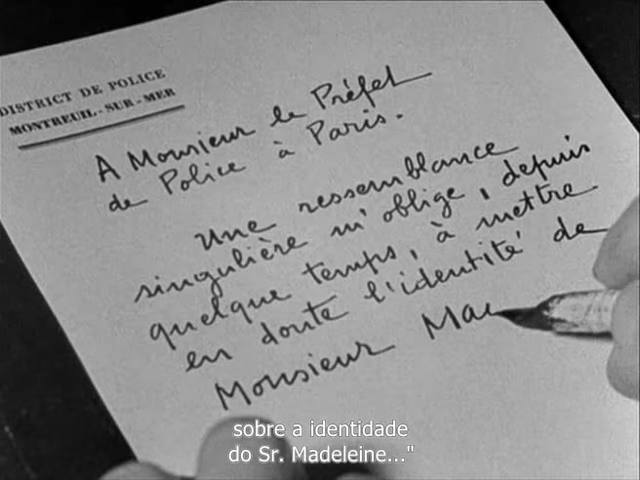 DISTRICT DE POLICE
MONTREUIL-SUR-MER
A Monsieur le Préfet
de Police à Paris.
Une ressemblance
singulière m'oblige, depuis
quelque temps, à mettre
en doute l'identité de
Monsieur Mad
sobre a identidade
do Sr. Madeleine..."